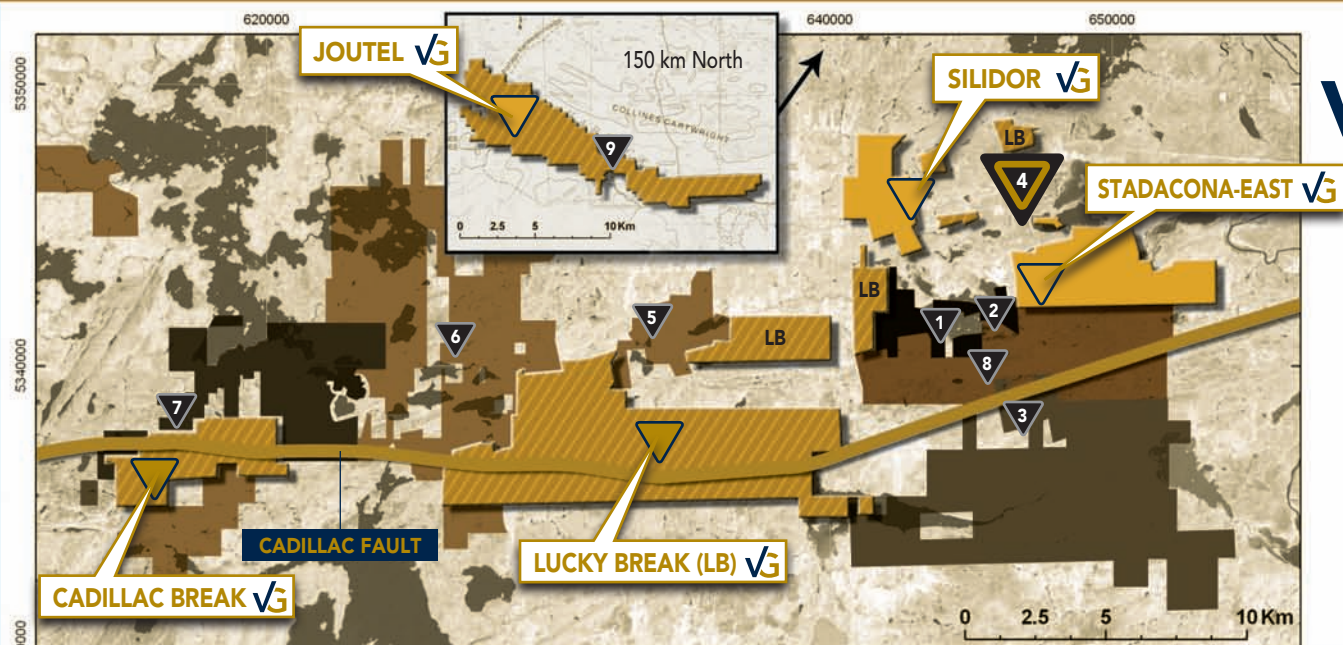 620000
640000
650000
5350000
JOUTEL VG
150 km North
SILIDOR VG
COLLINES CARTWRIGHT
9
LB
4
STADACONA-EAST VG
0 2.5 5 10 Km
LB
5
2
1
6
LB
8
5340000
7
3
CADILLAC FAULT
LUCKY BREAK (LB) VG
CADILLAC BREAK VG
0 2.5 5 10 Km